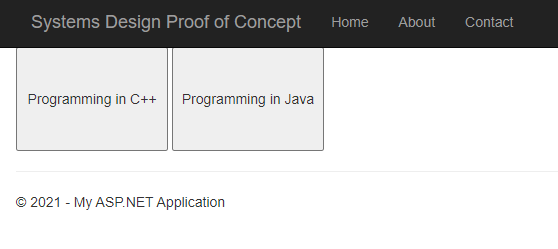 Systems Design Proof of Concept Home About Contact
Programming in C++ Programming in Java
© 2021 - My ASP.NET Application